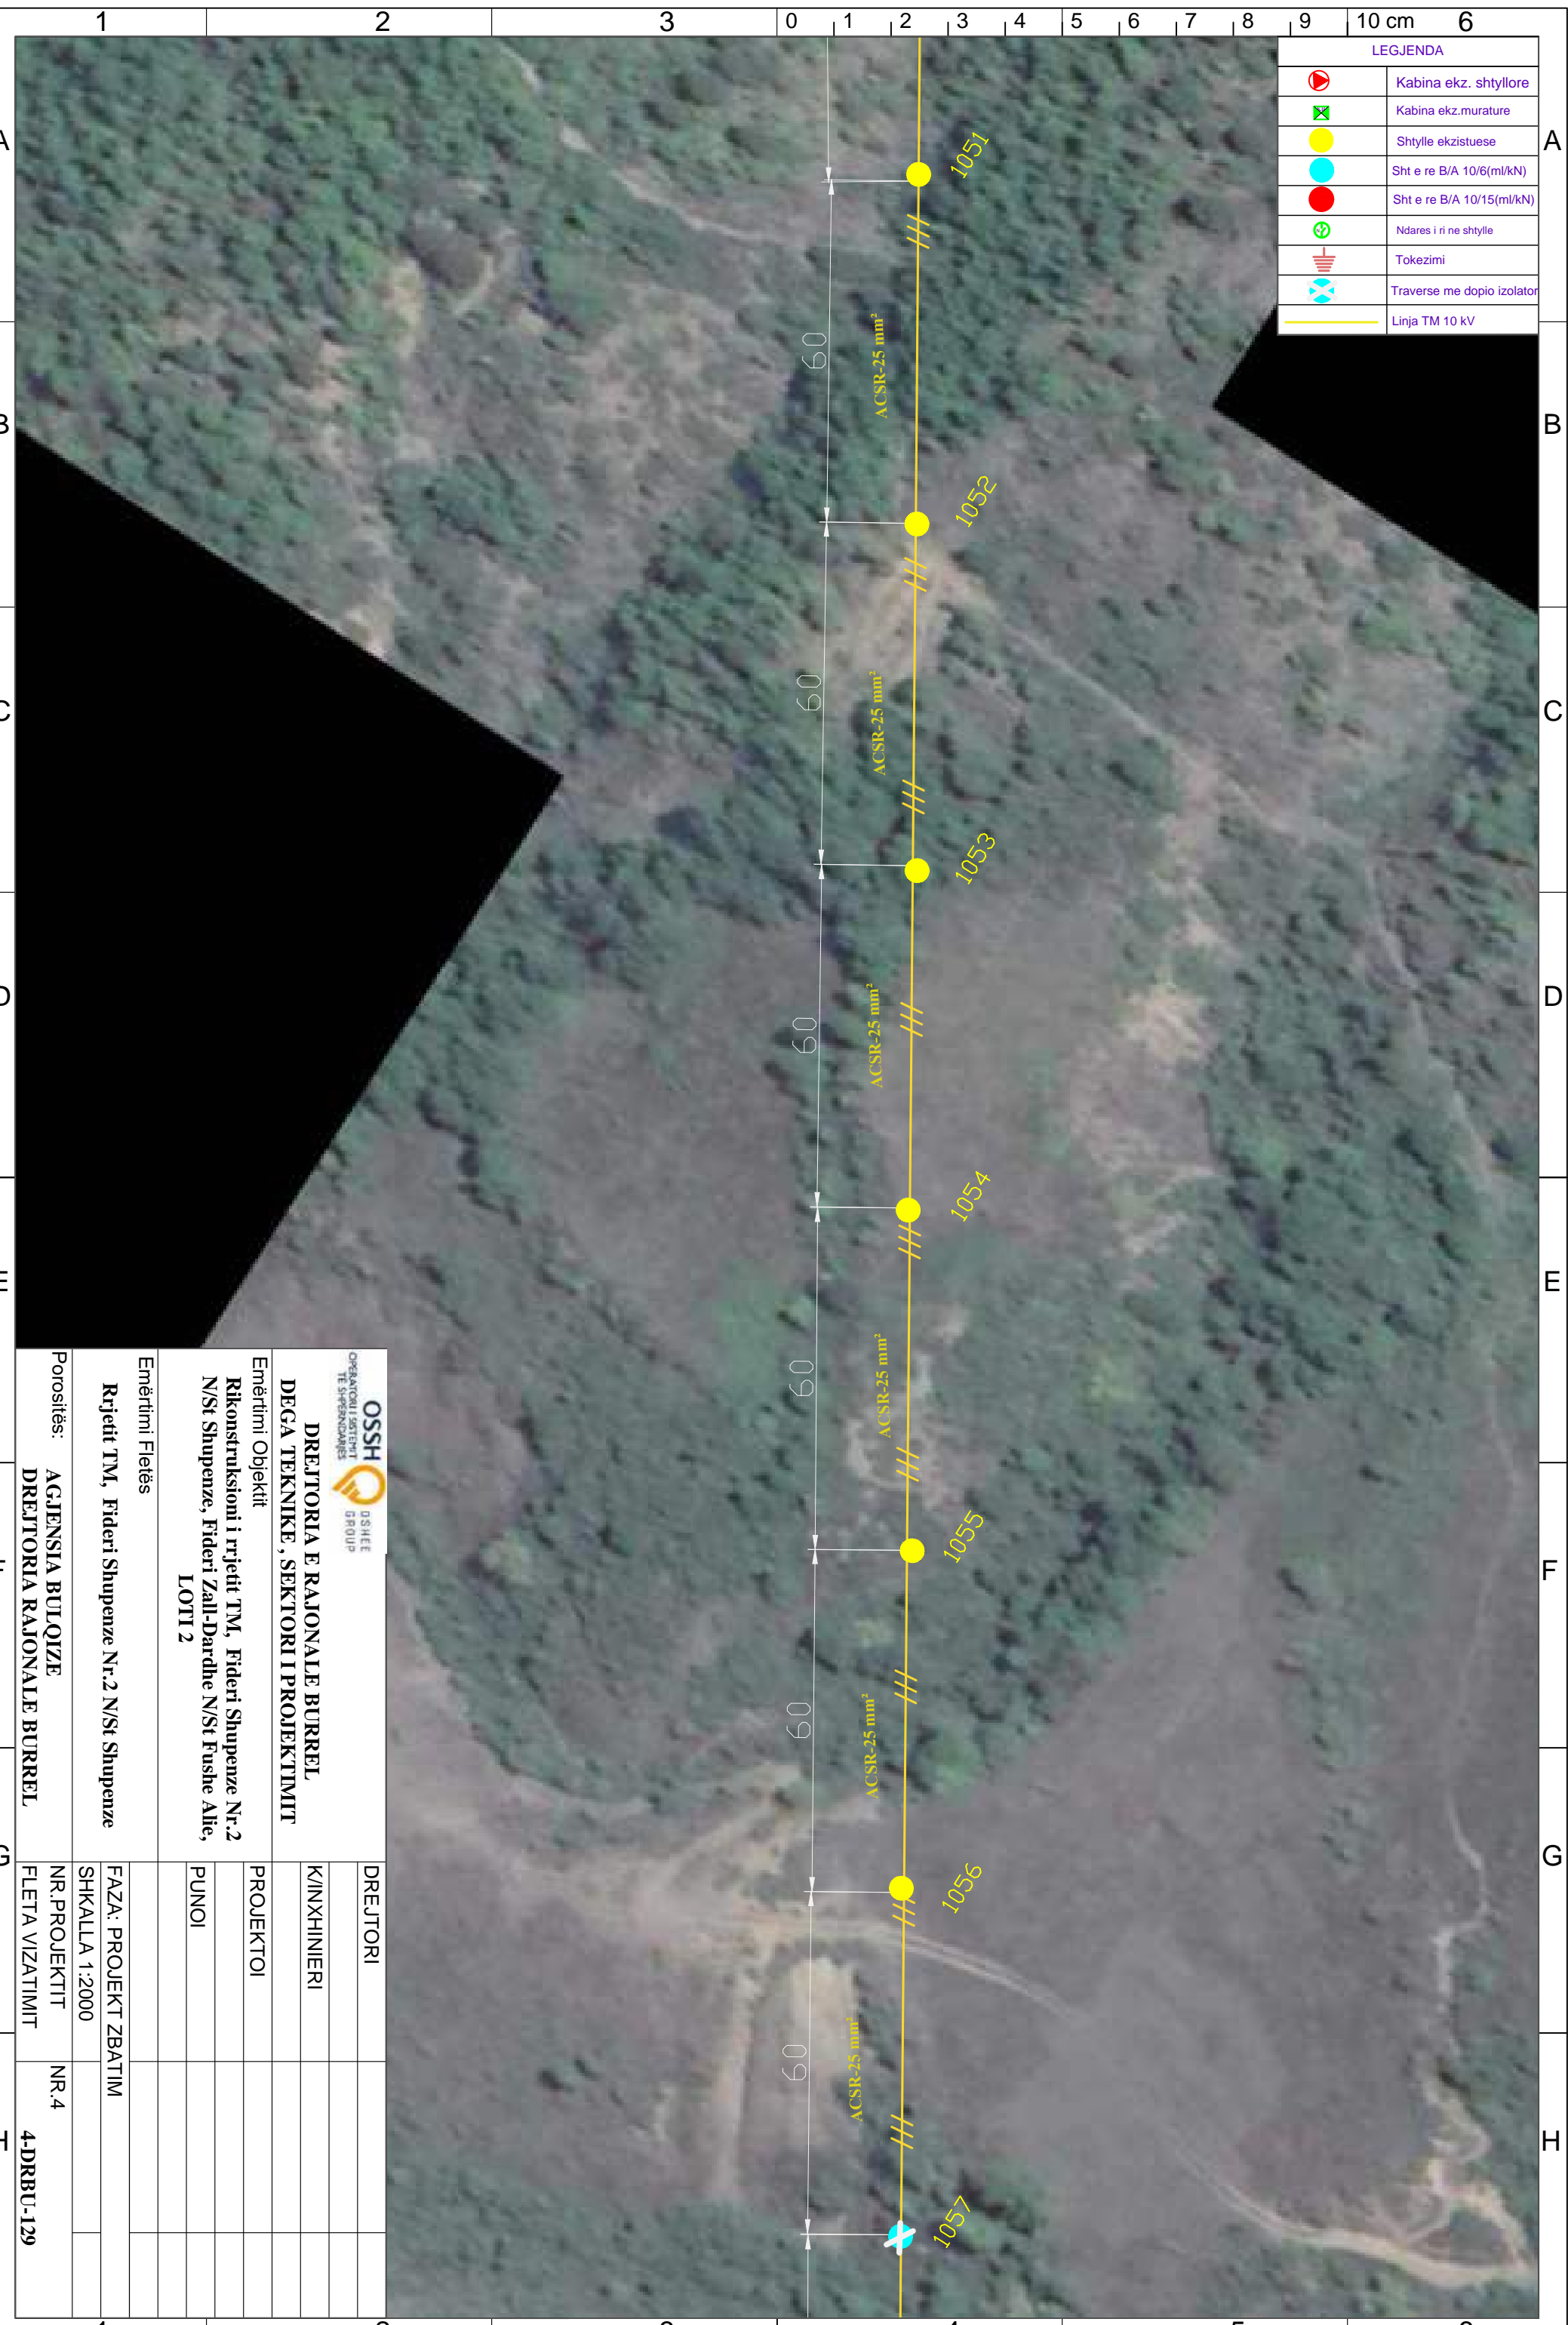 1 2 3 0 1 2 3 4 5 6 7 8 9 10 cm 6
LEGJENDA
Kabina ekz. shtyllore
Kabina ekz.murature
Shtylle ekzistuese
Sht e re B/A 10/6(ml/kN)
Sht e re B/A 10/15(ml/kN)
Ndares i ri ne shtylle
Tokezimi
Traverse me dopio izolator
Linja TM 10 kV
A A
B B
C C
D D
E E
F
G G
H
1051
60
ACSR-25 mm²
1052
60
ACSR-25 mm²
1053
60
ACSR-25 mm²
1054
60
ACSR-25 mm²
1055
60
ACSR-25 mm²
1056
60
ACSR-25 mm²
1057
OSSH
OPERATORI I SISTEMIT
TË SHPËRNDARJES
OSHEE
GROUP
DREJTORIA E RAJONALE BURREL
DEGA TEKNIKE , SEKTORI I PROJEKTIMIT
Emërtimi Objektit
Rikonstruksioni i rrjetit TM, Fideri Shupenze Nr.2
N/St Shupenze, Fideri Zall-Dardhe N/St Fushe Alie,
LOTI 2
Emërtimi Fletës
Rrjetit TM, Fideri Shupenze Nr.2 N/St Shupenze
Porositës:
AGJENSIA BULQIZE
DREJTORIA RAJONALE BURREL
DREJTORI
K/INXHINIERI
PROJEKTOI
PUNOI
FAZA: PROJEKT ZBATIM
SHKALLA 1:2000
NR.PROJEKTIT NR.4
FLETA VIZATIMIT 4-DRBU-129